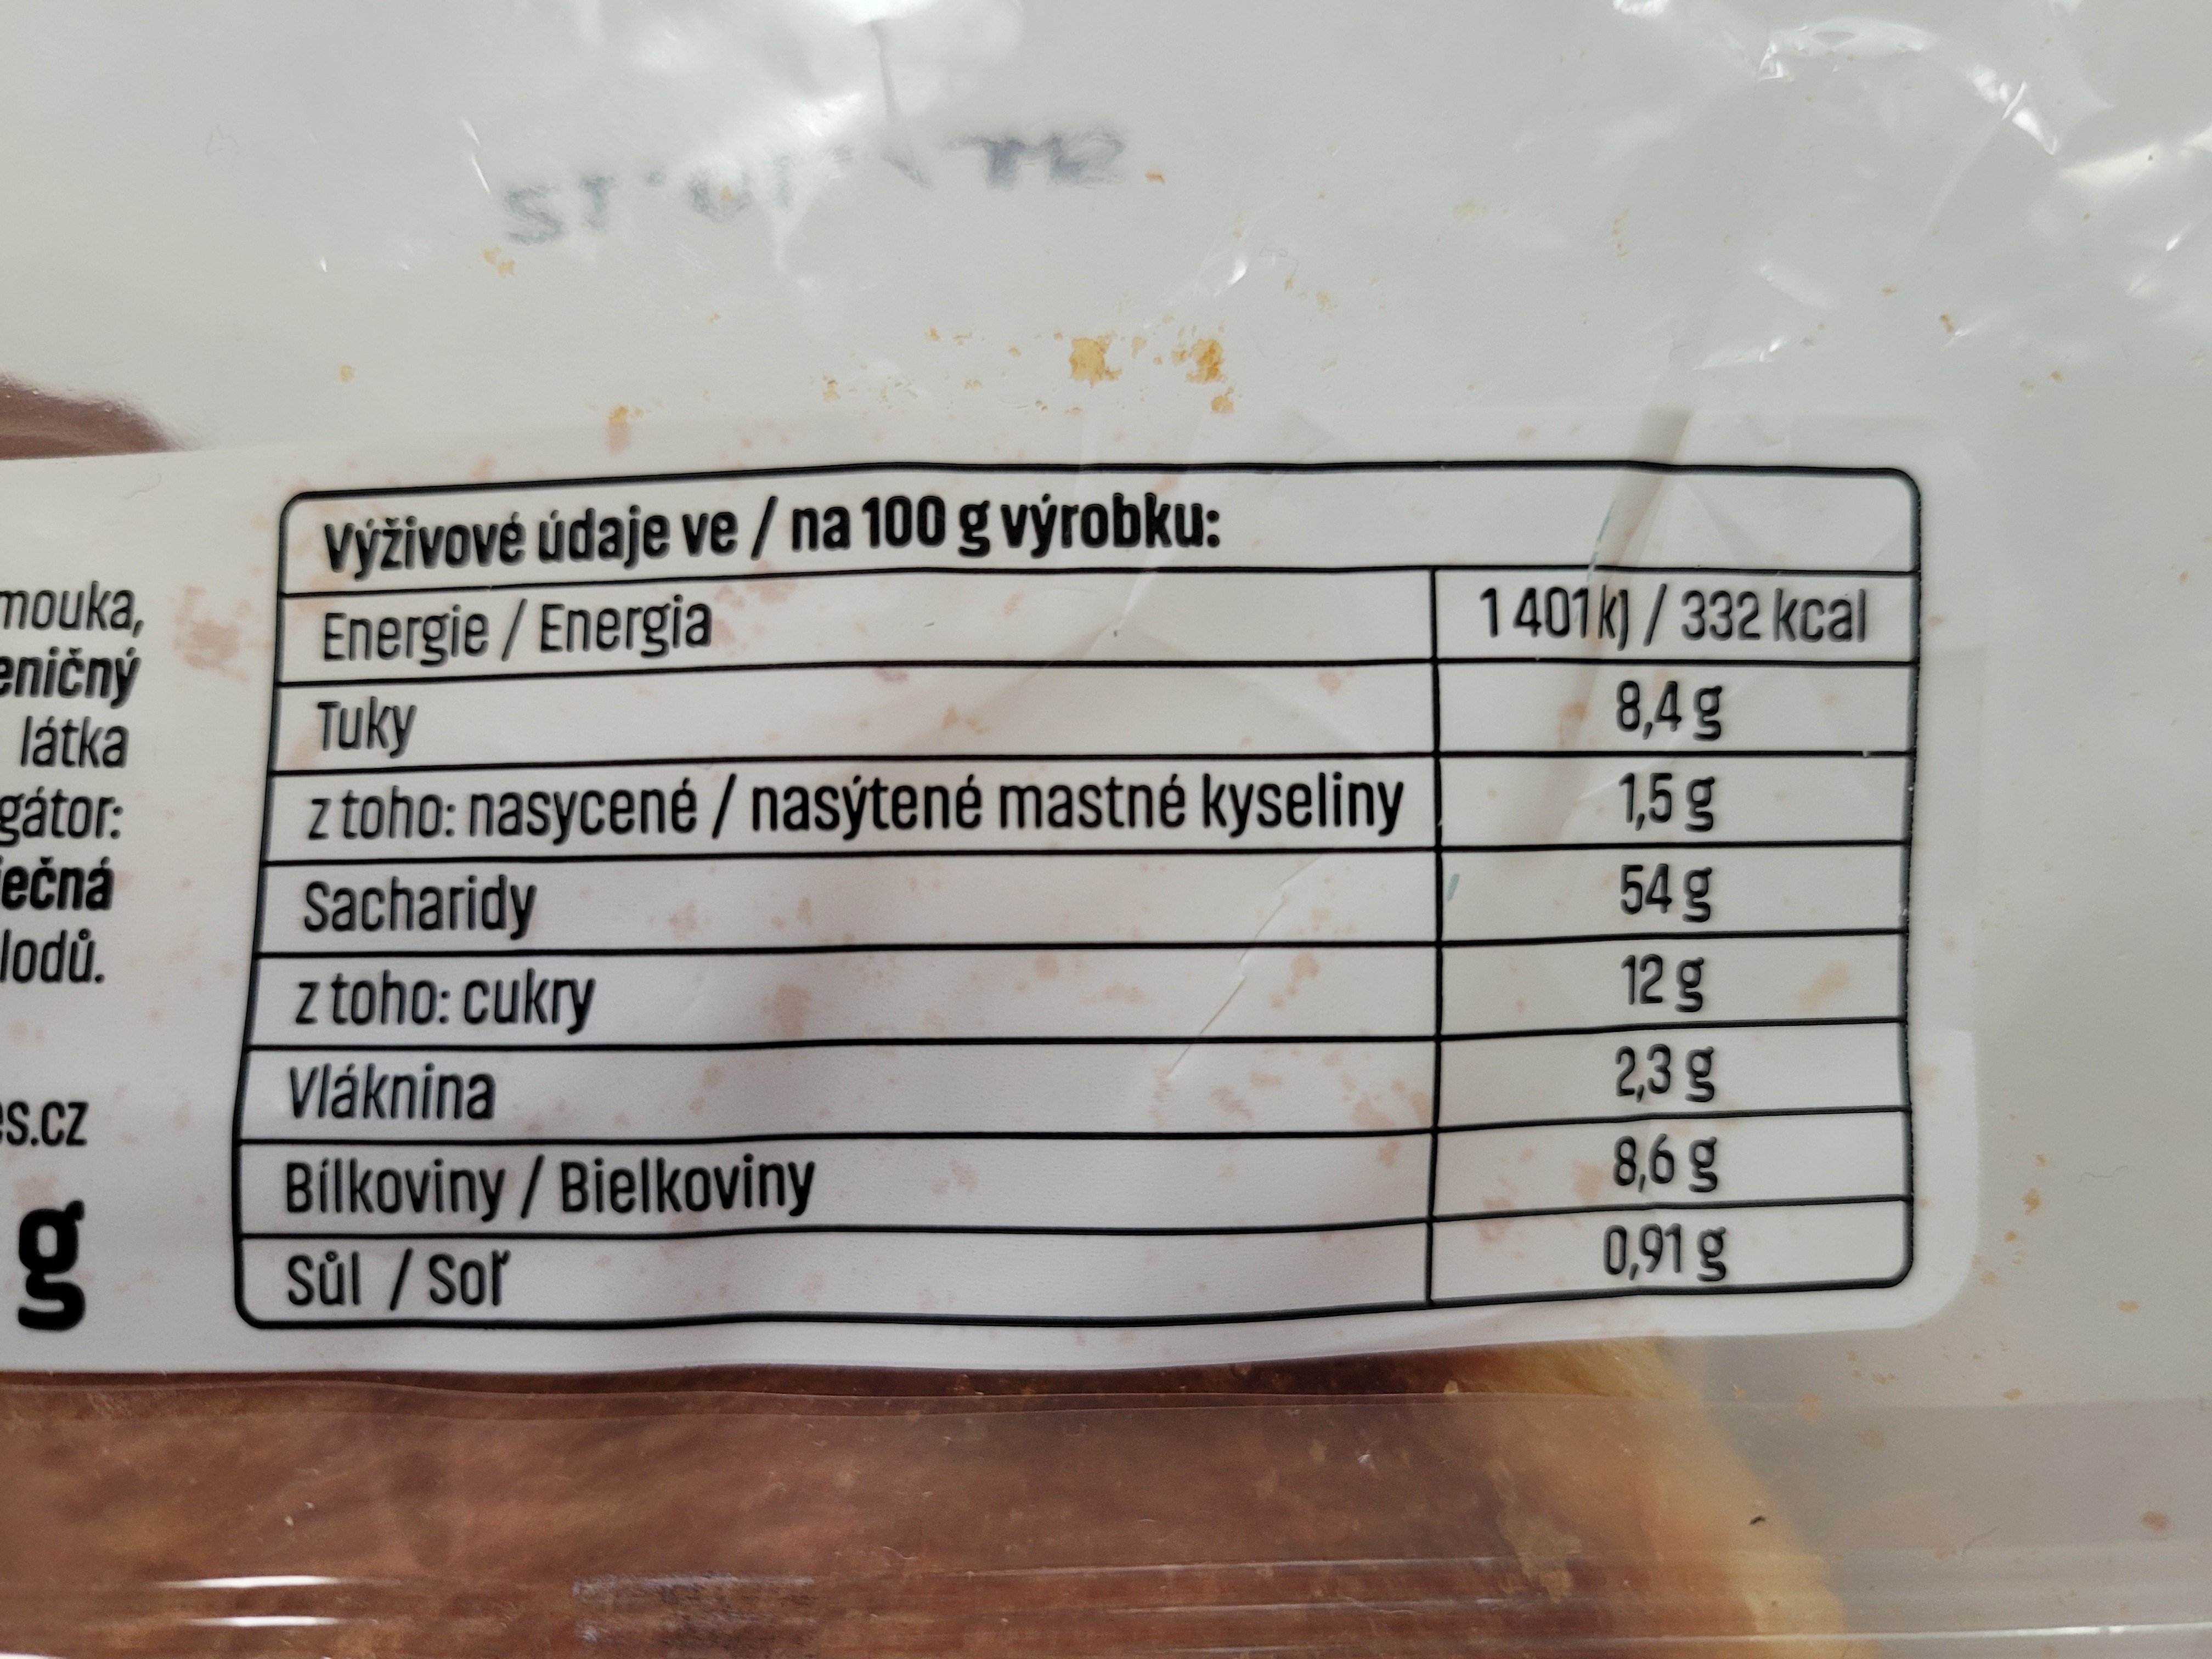 mouka,
eničný
látka
gátor:
ečná
lodů.
es.cz
g
Výživové údaje ve / na 100 g výrobku:
Energie / Energia 1 401 kJ / 332 kcal
Tuky 8,4 g
z toho: nasycené / nasýtené mastné kyseliny 1,5 g
Sacharidy 54 g
z toho: cukry 12 g
Vláknina 2,3 g
Bílkoviny / Bielkoviny 8,6 g
Sůl / Soľ 0,91 g